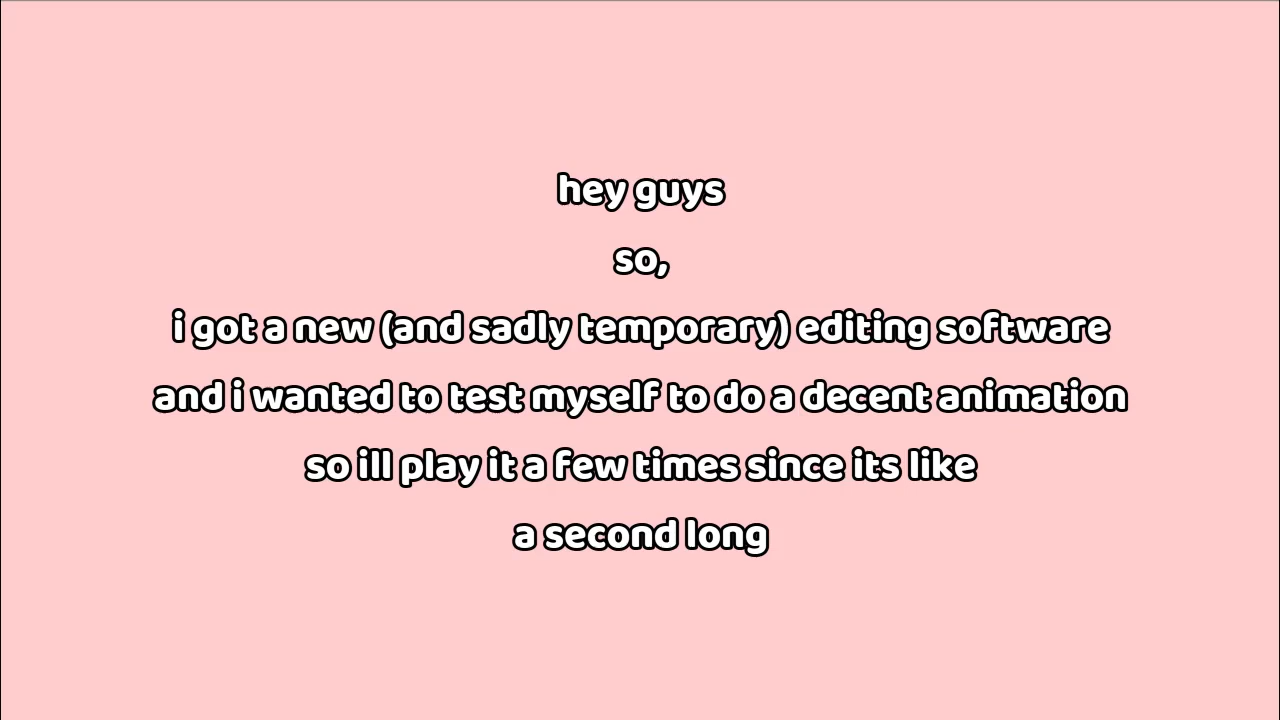 hey guys
so,
i got a new (and sadly temporary) editing software
and i wanted to test myself to do a decent animation
so ill play it a few times since its like
a second long